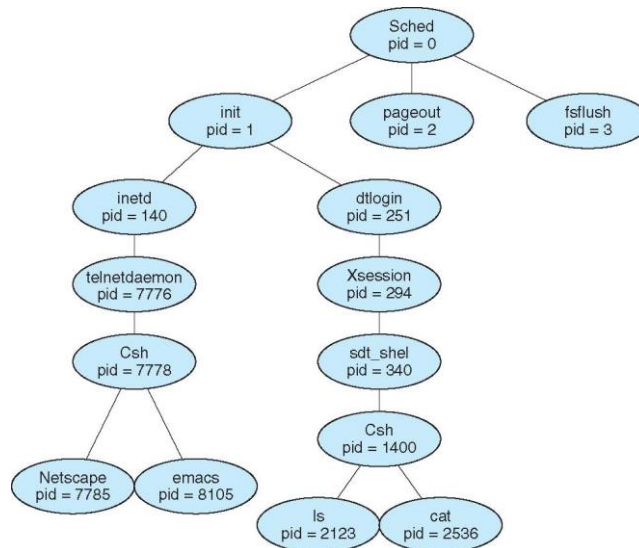 Sched
pid = 0
init
pid = 1
pageout
pid = 2
fsflush
pid = 3
inetd
pid = 140
dtlogin
pid = 251
telnetdaemon
pid = 7776
Xsession
pid = 294
Csh
pid = 7778
sdt_shel
pid = 340
Csh
pid = 1400
Netscape
pid = 7785
emacs
pid = 8105
ls
pid = 2123
cat
pid = 2536